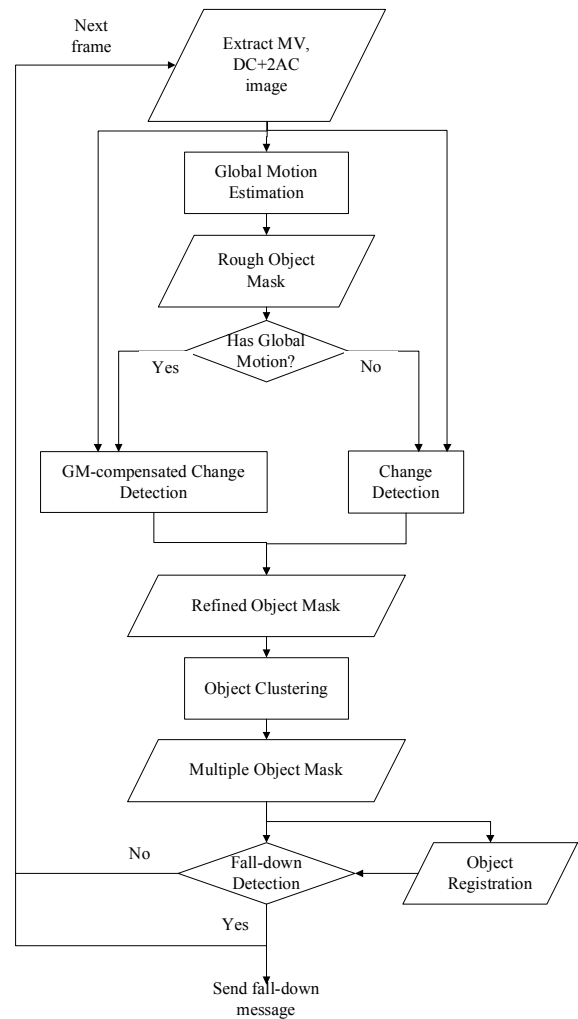 Next
frame
Extract MV,
DC+2AC
image
Global Motion
Estimation
Rough Object
Mask
Has Global
Motion?
Yes
No
GM-compensated Change
Detection
Change
Detection
Refined Object Mask
Object Clustering
Multiple Object Mask
No
Fall-down
Detection
Object
Registration
Yes
Send fall-down
message